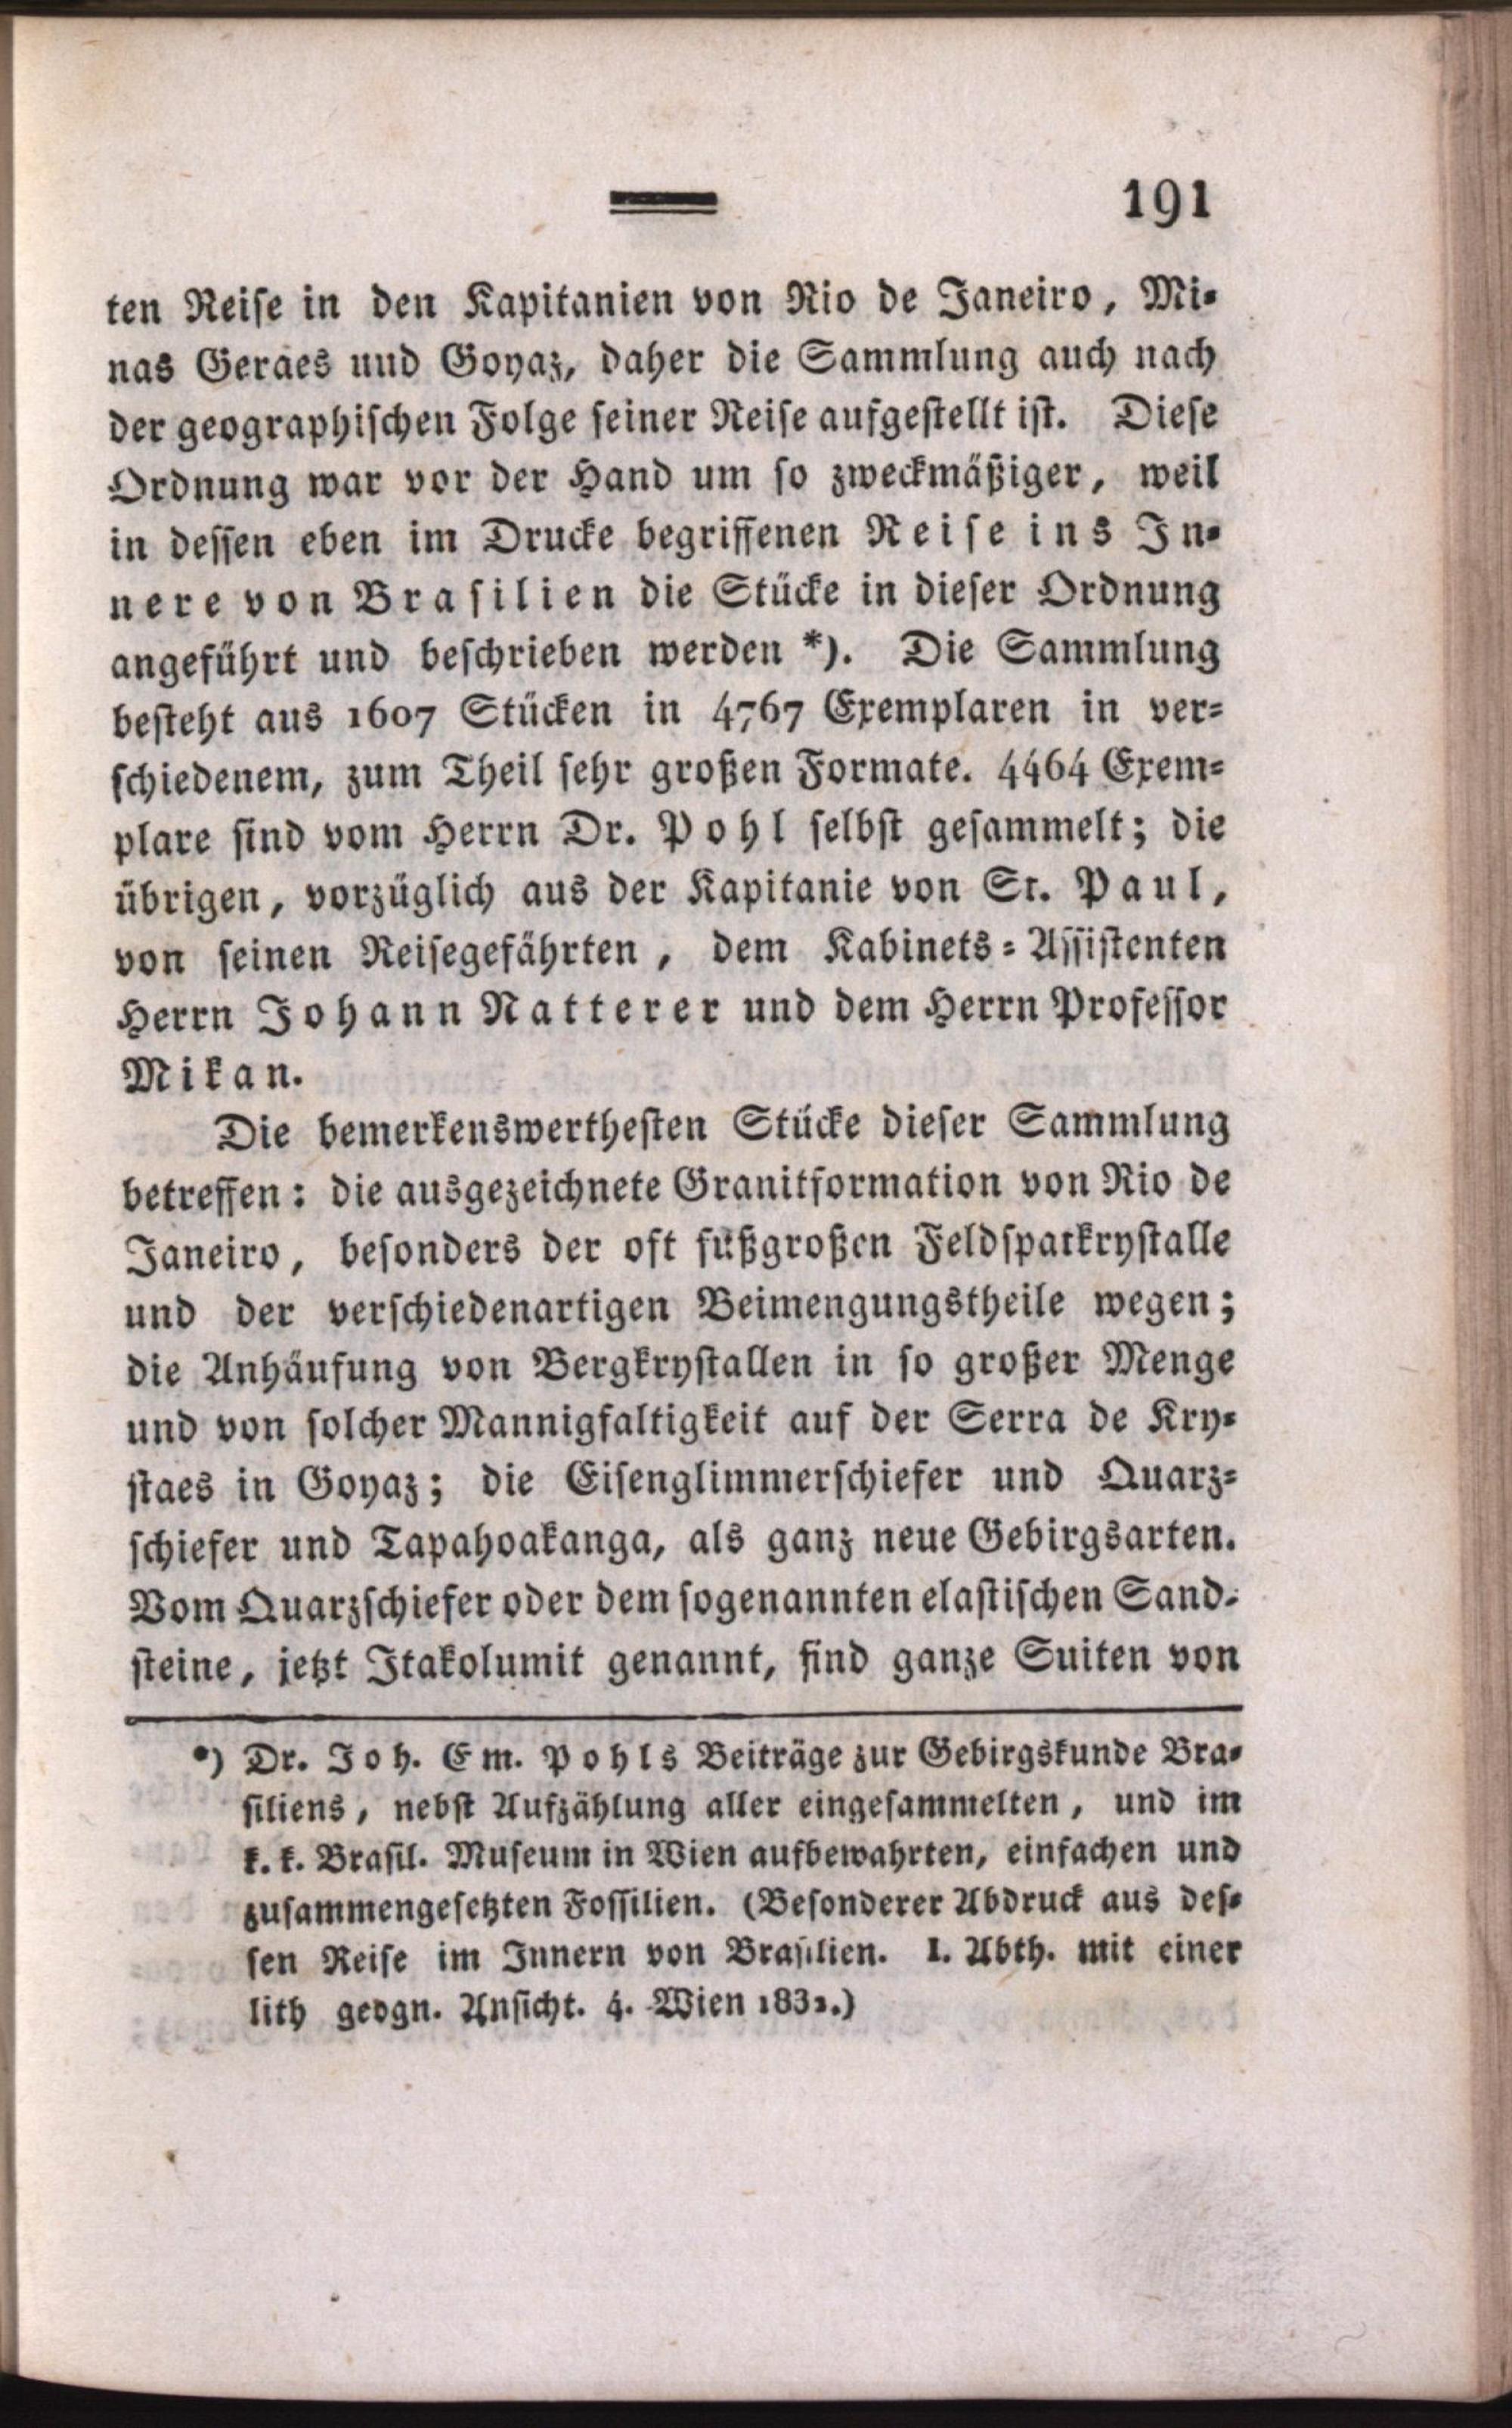 191
ten Reise in den Kapitanien von Rio de Janeiro, Mi-
nas Geraes und Goyaz, daher die Sammlung auch nach
der geographischen Folge seiner Reise aufgestellt ist. Diese
Ordnung war vor der Hand um so zweckmäßiger, weil
in dessen eben im Drucke begriffenen Reise ins In-
nere von Brasilien die Stücke in dieser Ordnung
angeführt und beschrieben werden *). Die Sammlung
besteht aus 1607 Stücken in 4767 Exemplaren in ver-
schiedenem, zum Theil sehr großen Formate. 4464 Exem-
plare sind vom Herrn Dr. Pohl selbst gesammelt; die
übrigen, vorzüglich aus der Kapitanie von St. Paul,
von seinen Reisegefährten, dem Kabinets-Assistenten
Herrn Johann Natterer und dem Herrn Professor
Mikan.
Die bemerkenswerthesten Stücke dieser Sammlung
betreffen: die ausgezeichnete Granitformation von Rio de
Janeiro, besonders der oft fußgroßen Feldspatkrystalle
und der verschiedenartigen Beimengungstheile wegen;
die Anhäufung von Bergkrystallen in so großer Menge
und von solcher Mannigfaltigkeit auf der Serra de Kry-
staes in Goyaz; die Eisenglimmerschiefer und Quarz-
schiefer und Tapahoakanga, als ganz neue Gebirgsarten.
Vom Quarzschiefer oder dem sogenannten elastischen Sand-
steine, jetzt Itakolumit genannt, sind ganze Suiten von
*) Dr. Joh. Em. Pohls Beiträge zur Gebirgskunde Bra-
siliens, nebst Aufzählung aller eingesammelten, und im
k. k. Brasil. Museum in Wien aufbewahrten, einfachen und
zusammengesetzten Fossilien. (Besonderer Abdruck aus des-
sen Reise im Innern von Brasilien. I. Abth. mit einer
lith geogn. Ansicht. 4. Wien 1832.)